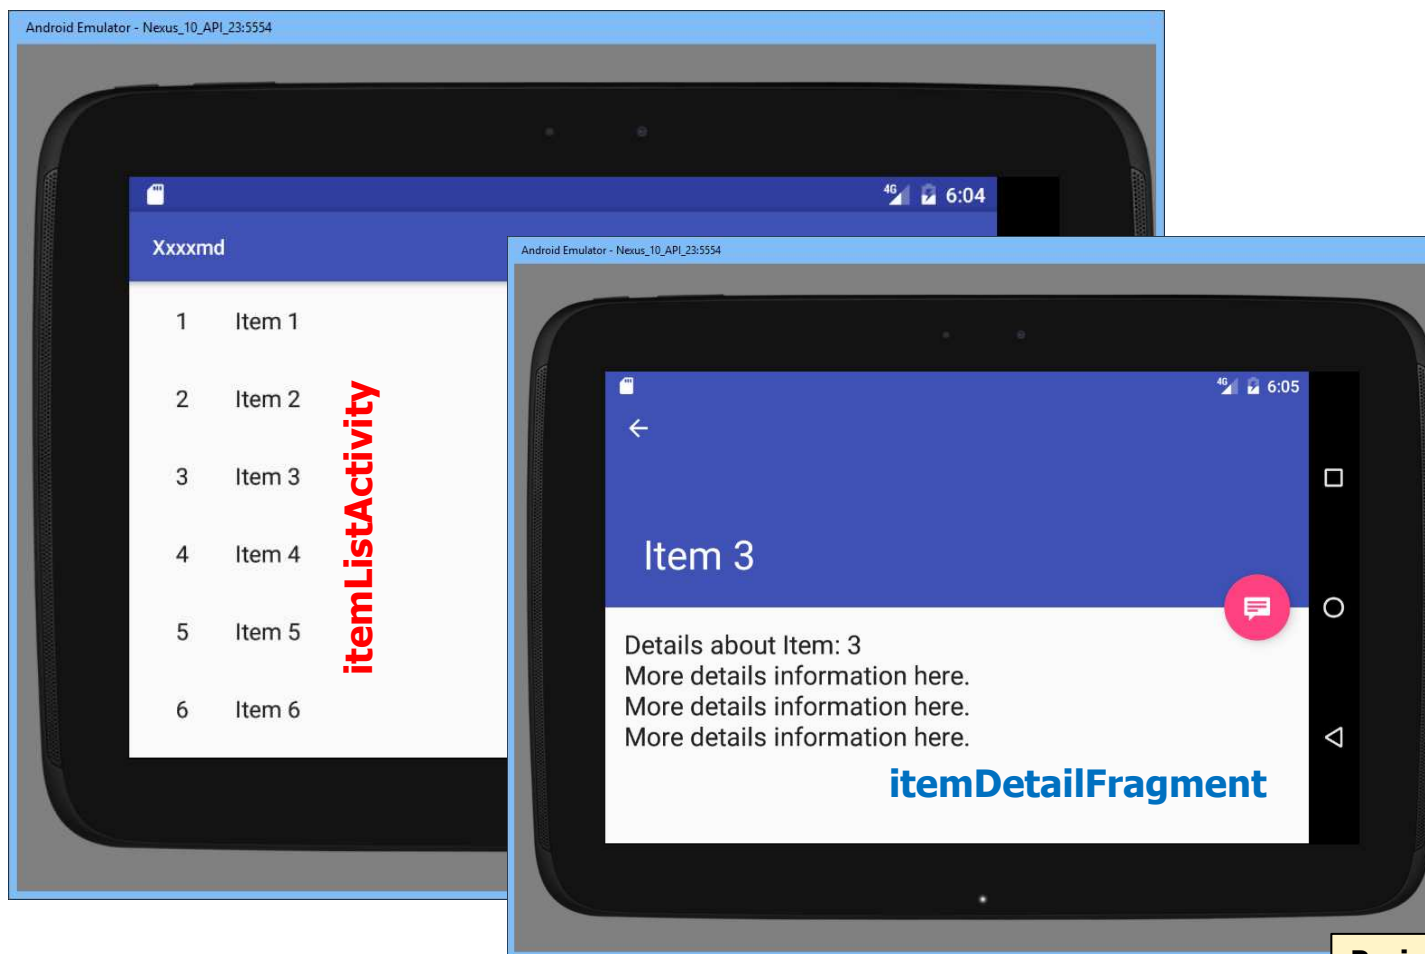 Android Emulator - Nexus_10_API_23:5554
4G 6:04
Xxxxmd
1 Item 1
2 Item 2
3 Item 3
4 Item 4
5 Item 5
6 Item 6
itemListActivity
Android Emulator - Nexus_10_API_23:5554
4G 6:05
Item 3
Details about Item: 3
More details information here.
More details information here.
More details information here.
itemDetailFragment